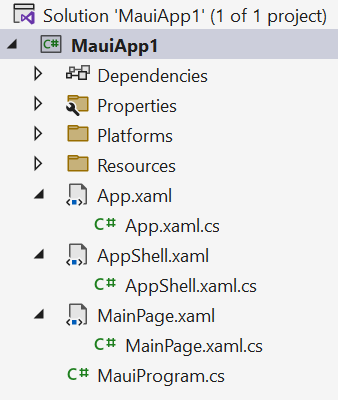 Solution 'MauiApp1' (1 of 1 project)
C# MauiApp1
Dependencies
Properties
Platforms
Resources
App.xaml
C# App.xaml.cs
AppShell.xaml
C# AppShell.xaml.cs
MainPage.xaml
C# MainPage.xaml.cs
C# MauiProgram.cs